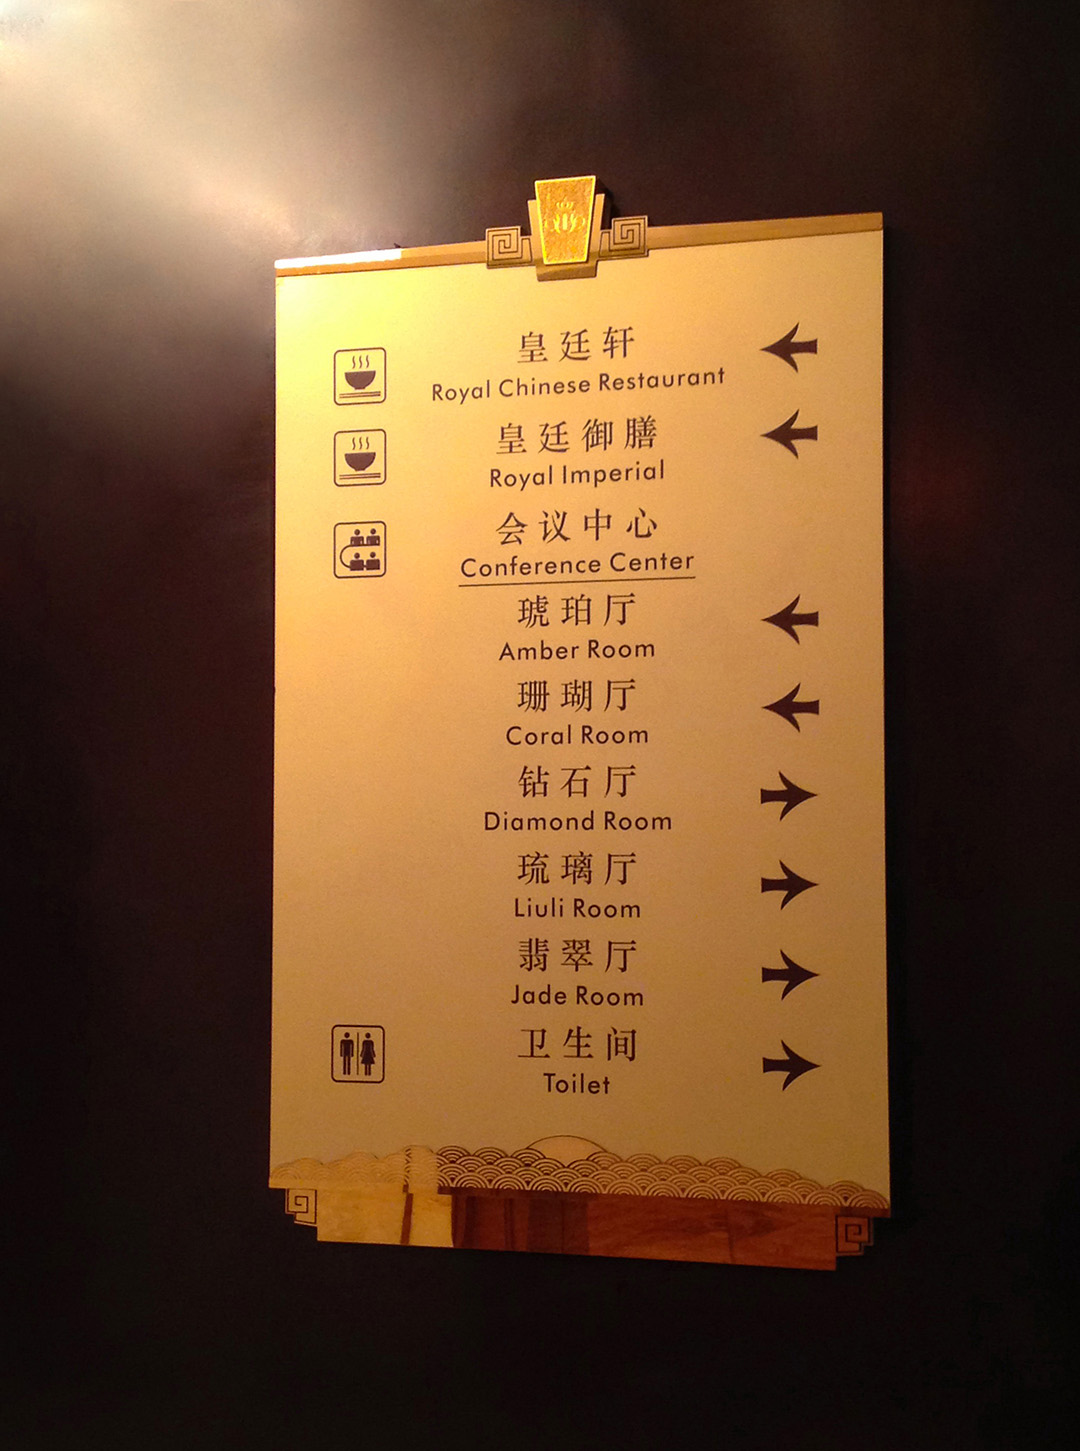 皇廷轩
Royal Chinese Restaurant
皇廷御膳
Royal Imperial
会议中心
Conference Center
琥珀厅
Amber Room
珊瑚厅
Coral Room
钻石厅
Diamond Room
琉璃厅
Liuli Room
翡翠厅
Jade Room
卫生间
Toilet